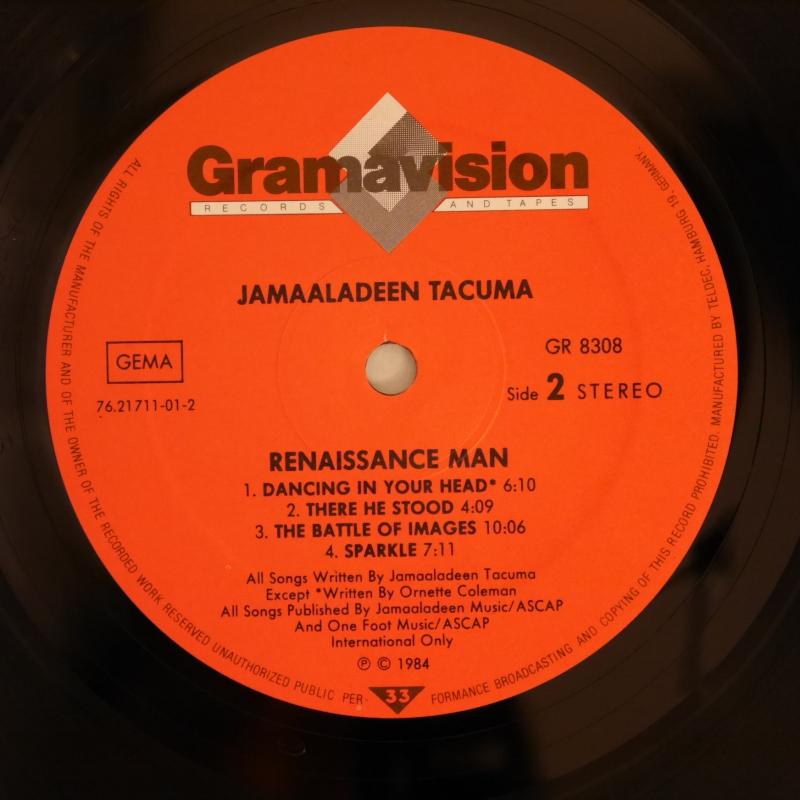 Gramavision
RECORDS AND TAPES
JAMAALADEEN TACUMA
GEMA
76.21711-01-2
GR 8308
Side 2 STEREO
RENAISSANCE MAN
1. DANCING IN YOUR HEAD* 6:10
2. THERE HE STOOD 4:09
3. THE BATTLE OF IMAGES 10:06
4. SPARKLE 7:11
All Songs Written By Jamaaladeen Tacuma
Except *Written By Ornette Coleman
All Songs Published By Jamaaladeen Music/ASCAP
And One Foot Music/ASCAP
International Only
℗ © 1984
33
ALL RIGHTS OF THE MANUFACTURER AND OF THE OWNER OF THE RECORDED WORK RESERVED UNAUTHORIZED PUBLIC PER- FORMANCE BROADCASTING AND COPYING OF THIS RECORD PROHIBITED. MANUFACTURED BY TELDEC, HAMBURG 19, GERMANY.